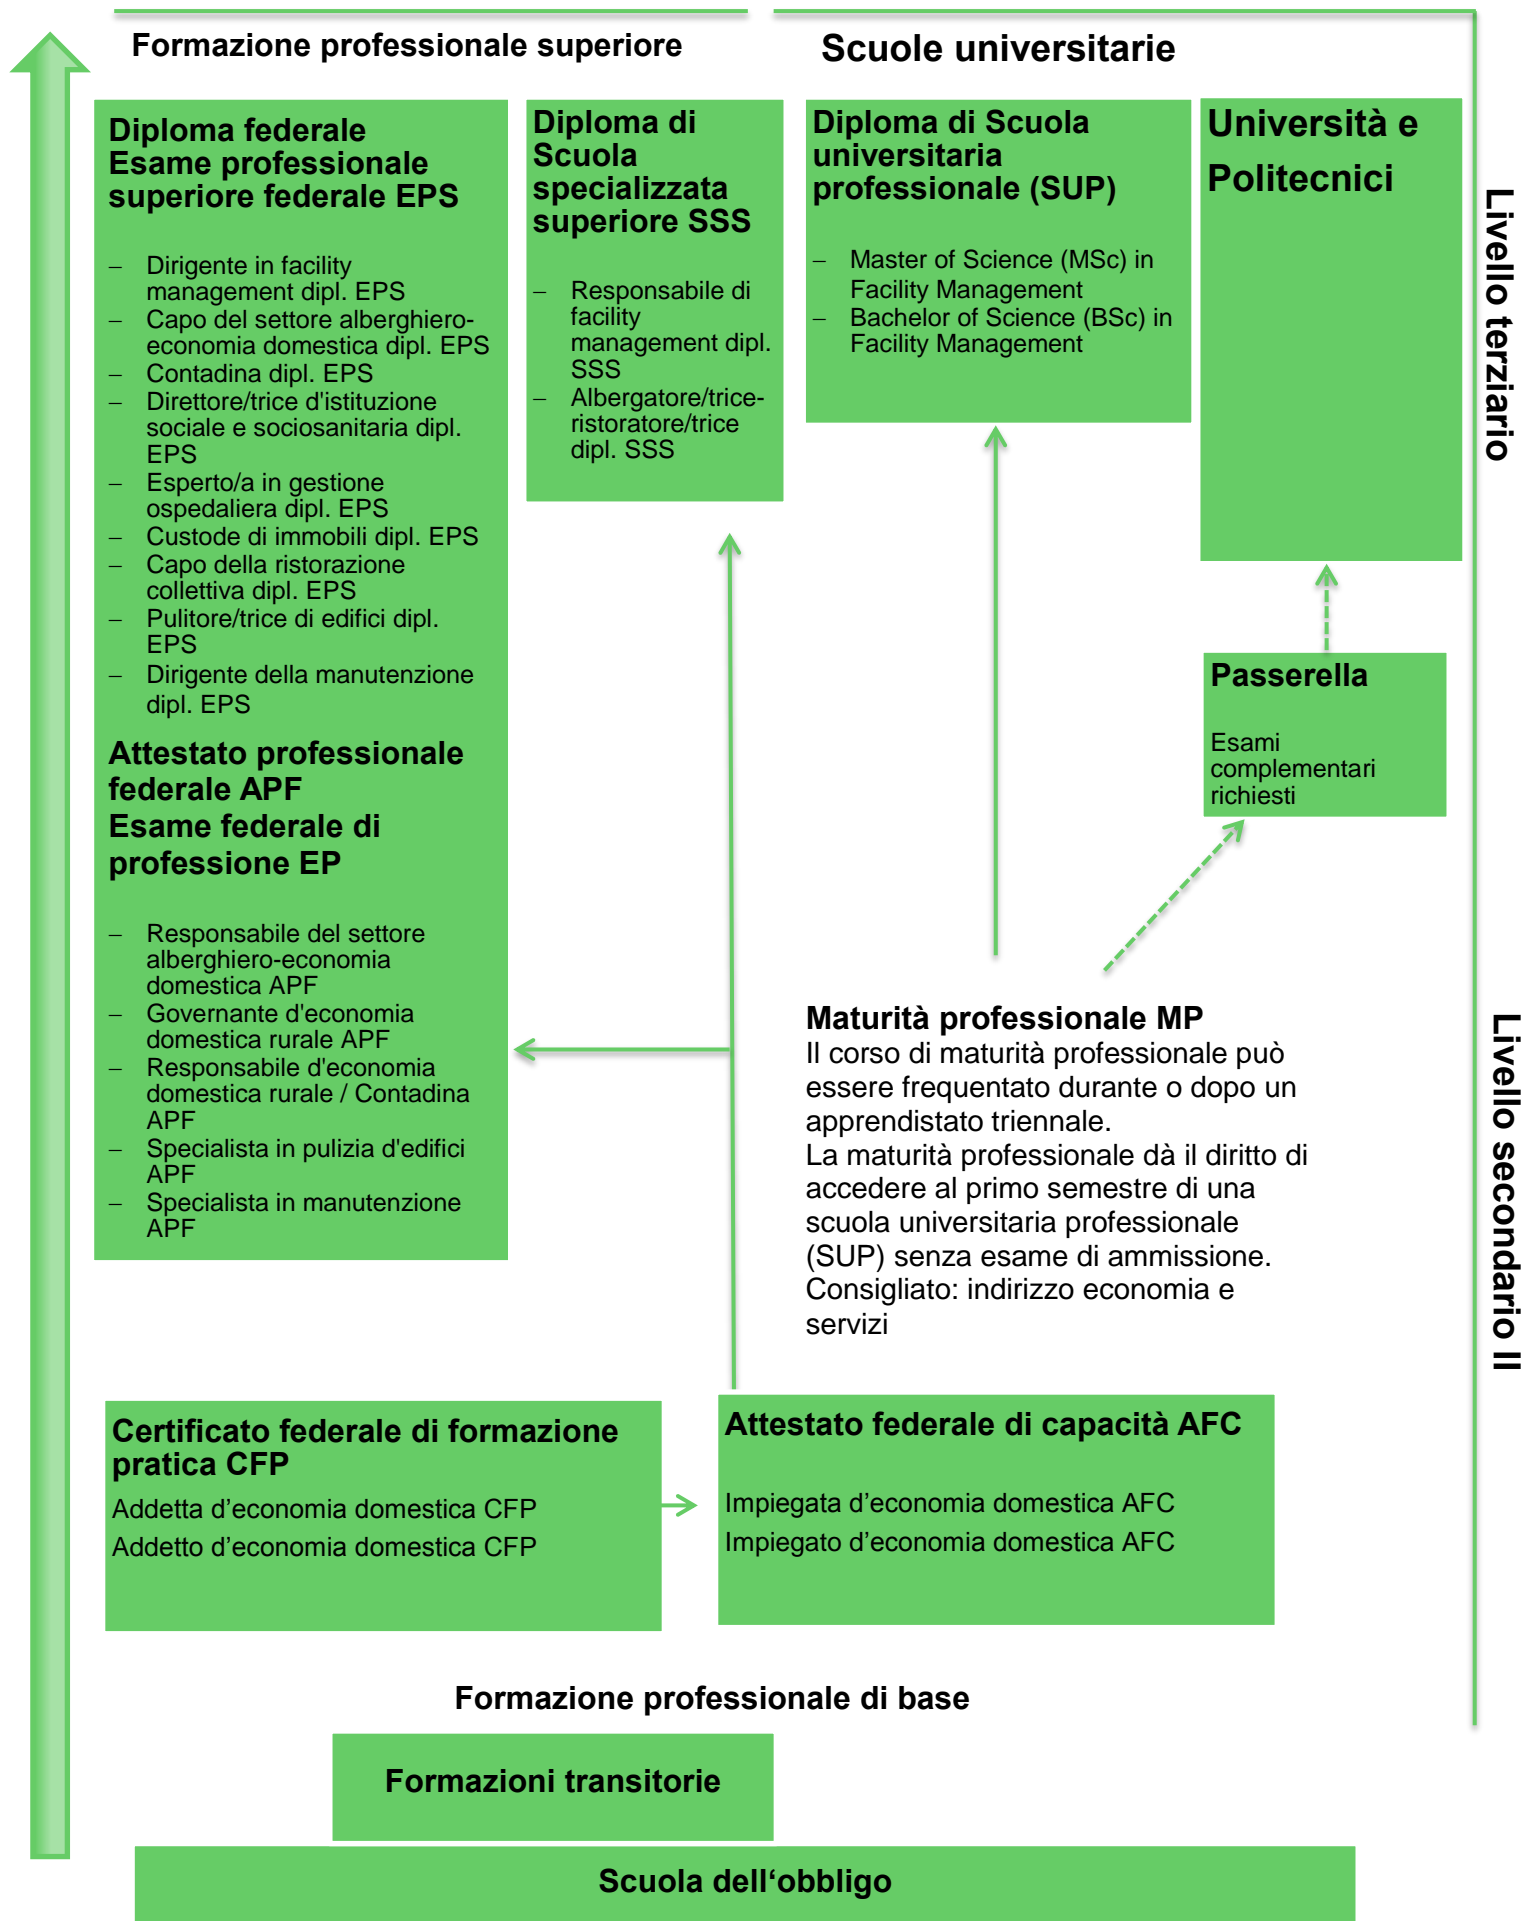 Formazione professionale superiore
Scuole universitarie
Diploma federale
Esame professionale
superiore federale EPS
– Dirigente in facility
management dipl. EPS
– Capo del settore alberghiero-
economia domestica dipl. EPS
– Contadina dipl. EPS
– Direttore/trice d'istituzione
sociale e sociosanitaria dipl.
EPS
– Esperto/a in gestione
ospedaliera dipl. EPS
– Custode di immobili dipl. EPS
– Capo della ristorazione
collettiva dipl. EPS
– Pulitore/trice di edifici dipl.
EPS
– Dirigente della manutenzione
dipl. EPS
Attestato professionale
federale APF
Esame federale di
professione EP
– Responsabile del settore
alberghiero-economia
domestica APF
– Governante d'economia
domestica rurale APF
– Responsabile d'economia
domestica rurale / Contadina
APF
– Specialista in pulizia d'edifici
APF
– Specialista in manutenzione
APF
Diploma di
Scuola
specializzata
superiore SSS
– Responsabile di
facility
management dipl.
SSS
– Albergatore/trice-
ristoratore/trice
dipl. SSS
Diploma di Scuola
universitaria
professionale (SUP)
– Master of Science (MSc) in
Facility Management
– Bachelor of Science (BSc) in
Facility Management
Università e
Politecnici
Livello terziario
Passerella
Esami
complementari
richiesti
Maturità professionale MP
Il corso di maturità professionale può
essere frequentato durante o dopo un
apprendistato triennale.
La maturità professionale dà il diritto di
accedere al primo semestre di una
scuola universitaria professionale
(SUP) senza esame di ammissione.
Consigliato: indirizzo economia e
servizi
Livello secondario II
Certificato federale di formazione
pratica CFP
Addetta d’economia domestica CFP
Addetto d’economia domestica CFP
Attestato federale di capacità AFC
Impiegata d’economia domestica AFC
Impiegato d’economia domestica AFC
Formazione professionale di base
Formazioni transitorie
Scuola dell‘obbligo